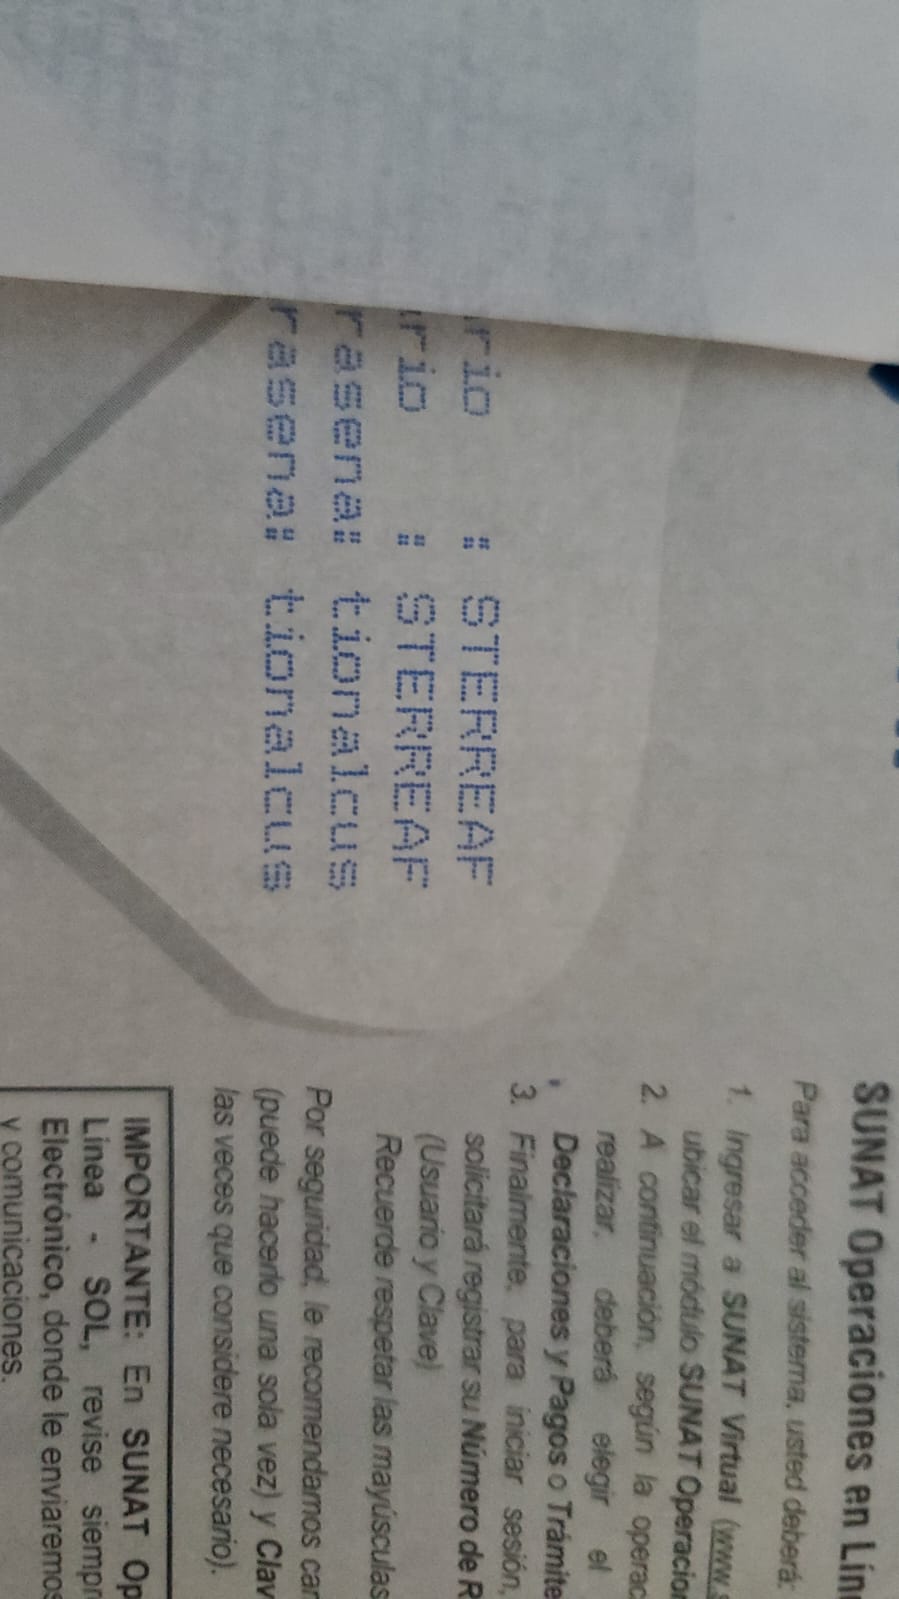 rio : STERREAF
rio : STERREAF
rasena: tionalcus
rasena: tionalcus
SUNAT Operaciones en Lín
Para acceder al sistema, usted deberá:
1. Ingresar a SUNAT Virtual (www.s
ubicar el módulo SUNAT Operacion
2. A continuación, según la operac
realizar, deberá elegir el
Declaraciones y Pagos o Trámite
3. Finalmente, para iniciar sesión,
solicitará registrar su Número de R
(Usuario y Clave)
Recuerde respetar las mayúsculas
Por seguridad, le recomendamos cam
(puede hacerlo una sola vez) y Clav
las veces que considere necesario).
IMPORTANTE: En SUNAT Op
Línea - SOL, revise siempr
Electrónico, donde le enviaremos
y comunicaciones.